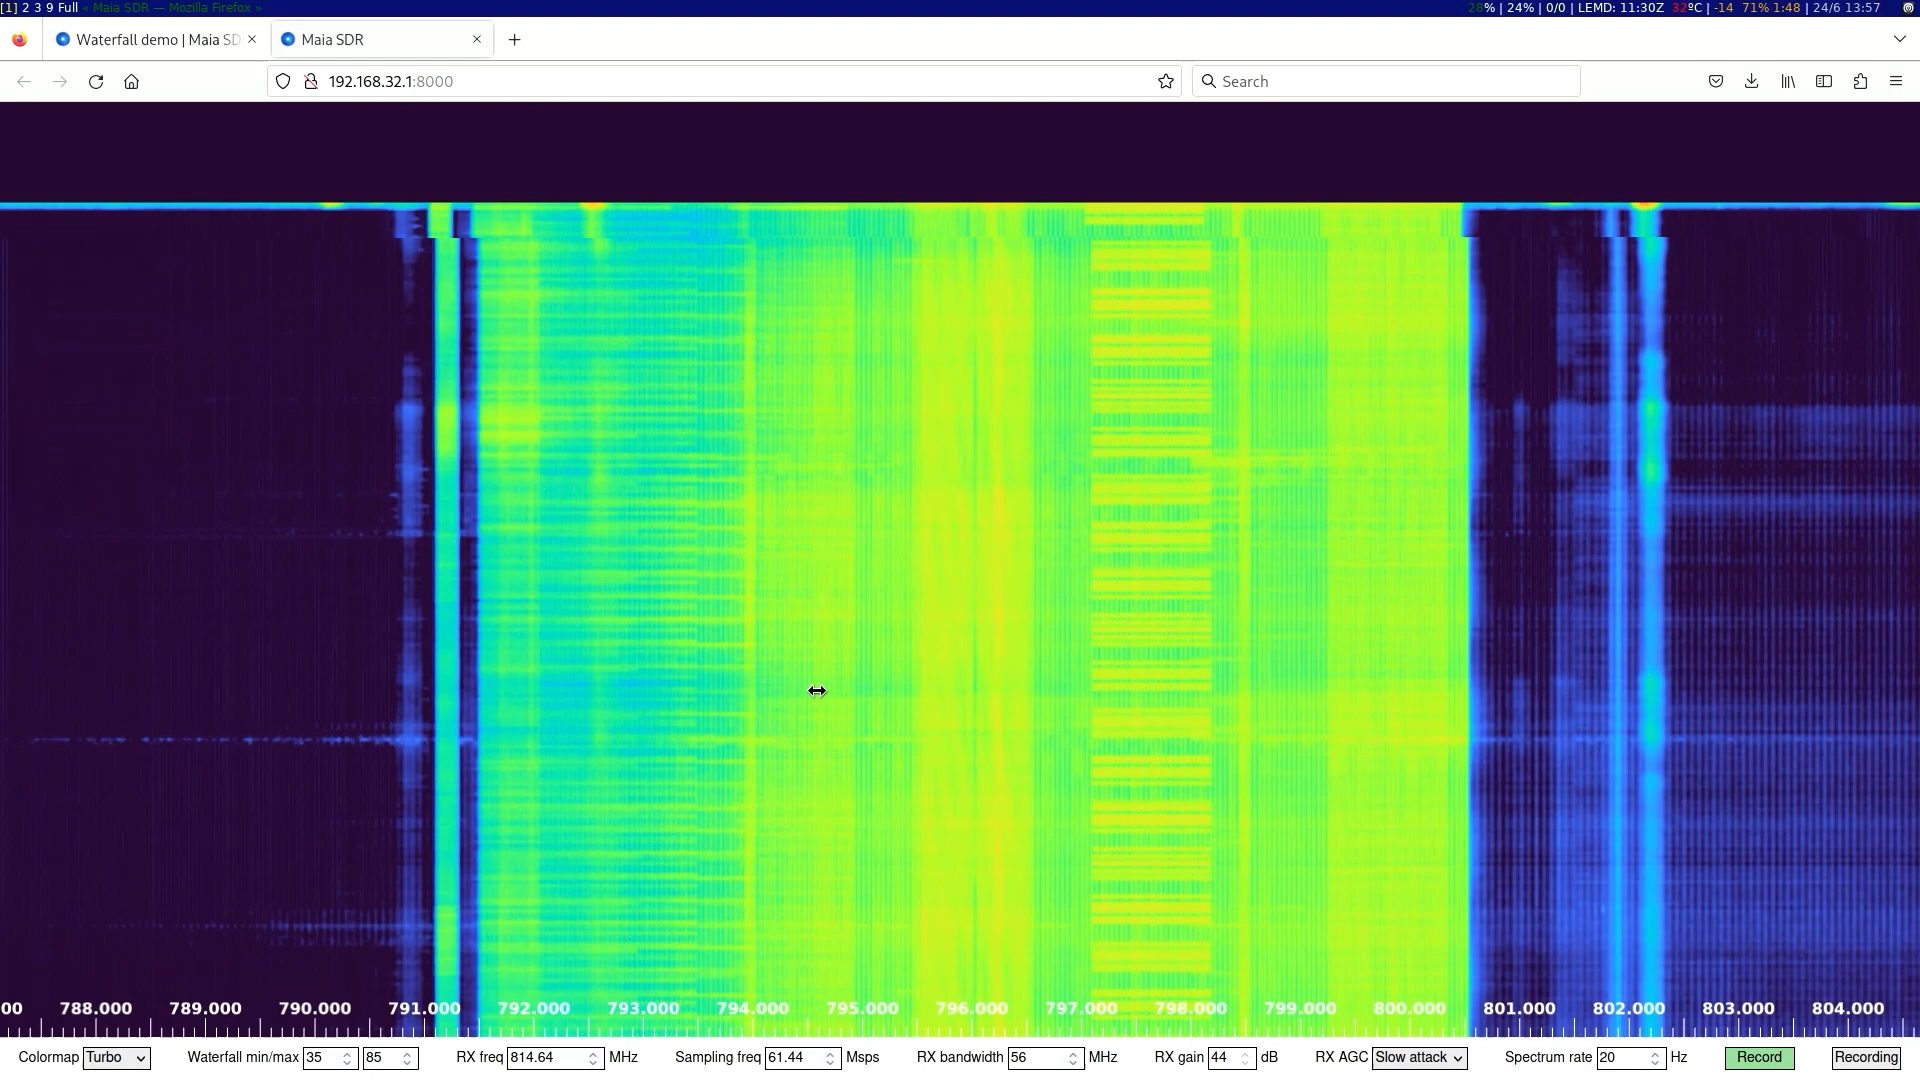 [1] 2 3 9 Full « Maia SDR — Mozilla Firefox » 28% | 24% | 0/0 | LEMD: 11:30Z 32ºC | -14 71% 1:48 | 24/6 13:57
Waterfall demo | Maia SD Maia SDR
192.168.32.1:8000 Search
00 788.000 789.000 790.000 791.000 792.000 793.000 794.000 795.000 796.000 797.000 798.000 799.000 800.000 801.000 802.000 803.000 804.000
Colormap Turbo Waterfall min/max 35 85 RX freq 814.64 MHz Sampling freq 61.44 Msps RX bandwidth 56 MHz RX gain 44 dB RX AGC Slow attack Spectrum rate 20 Hz Record Recording